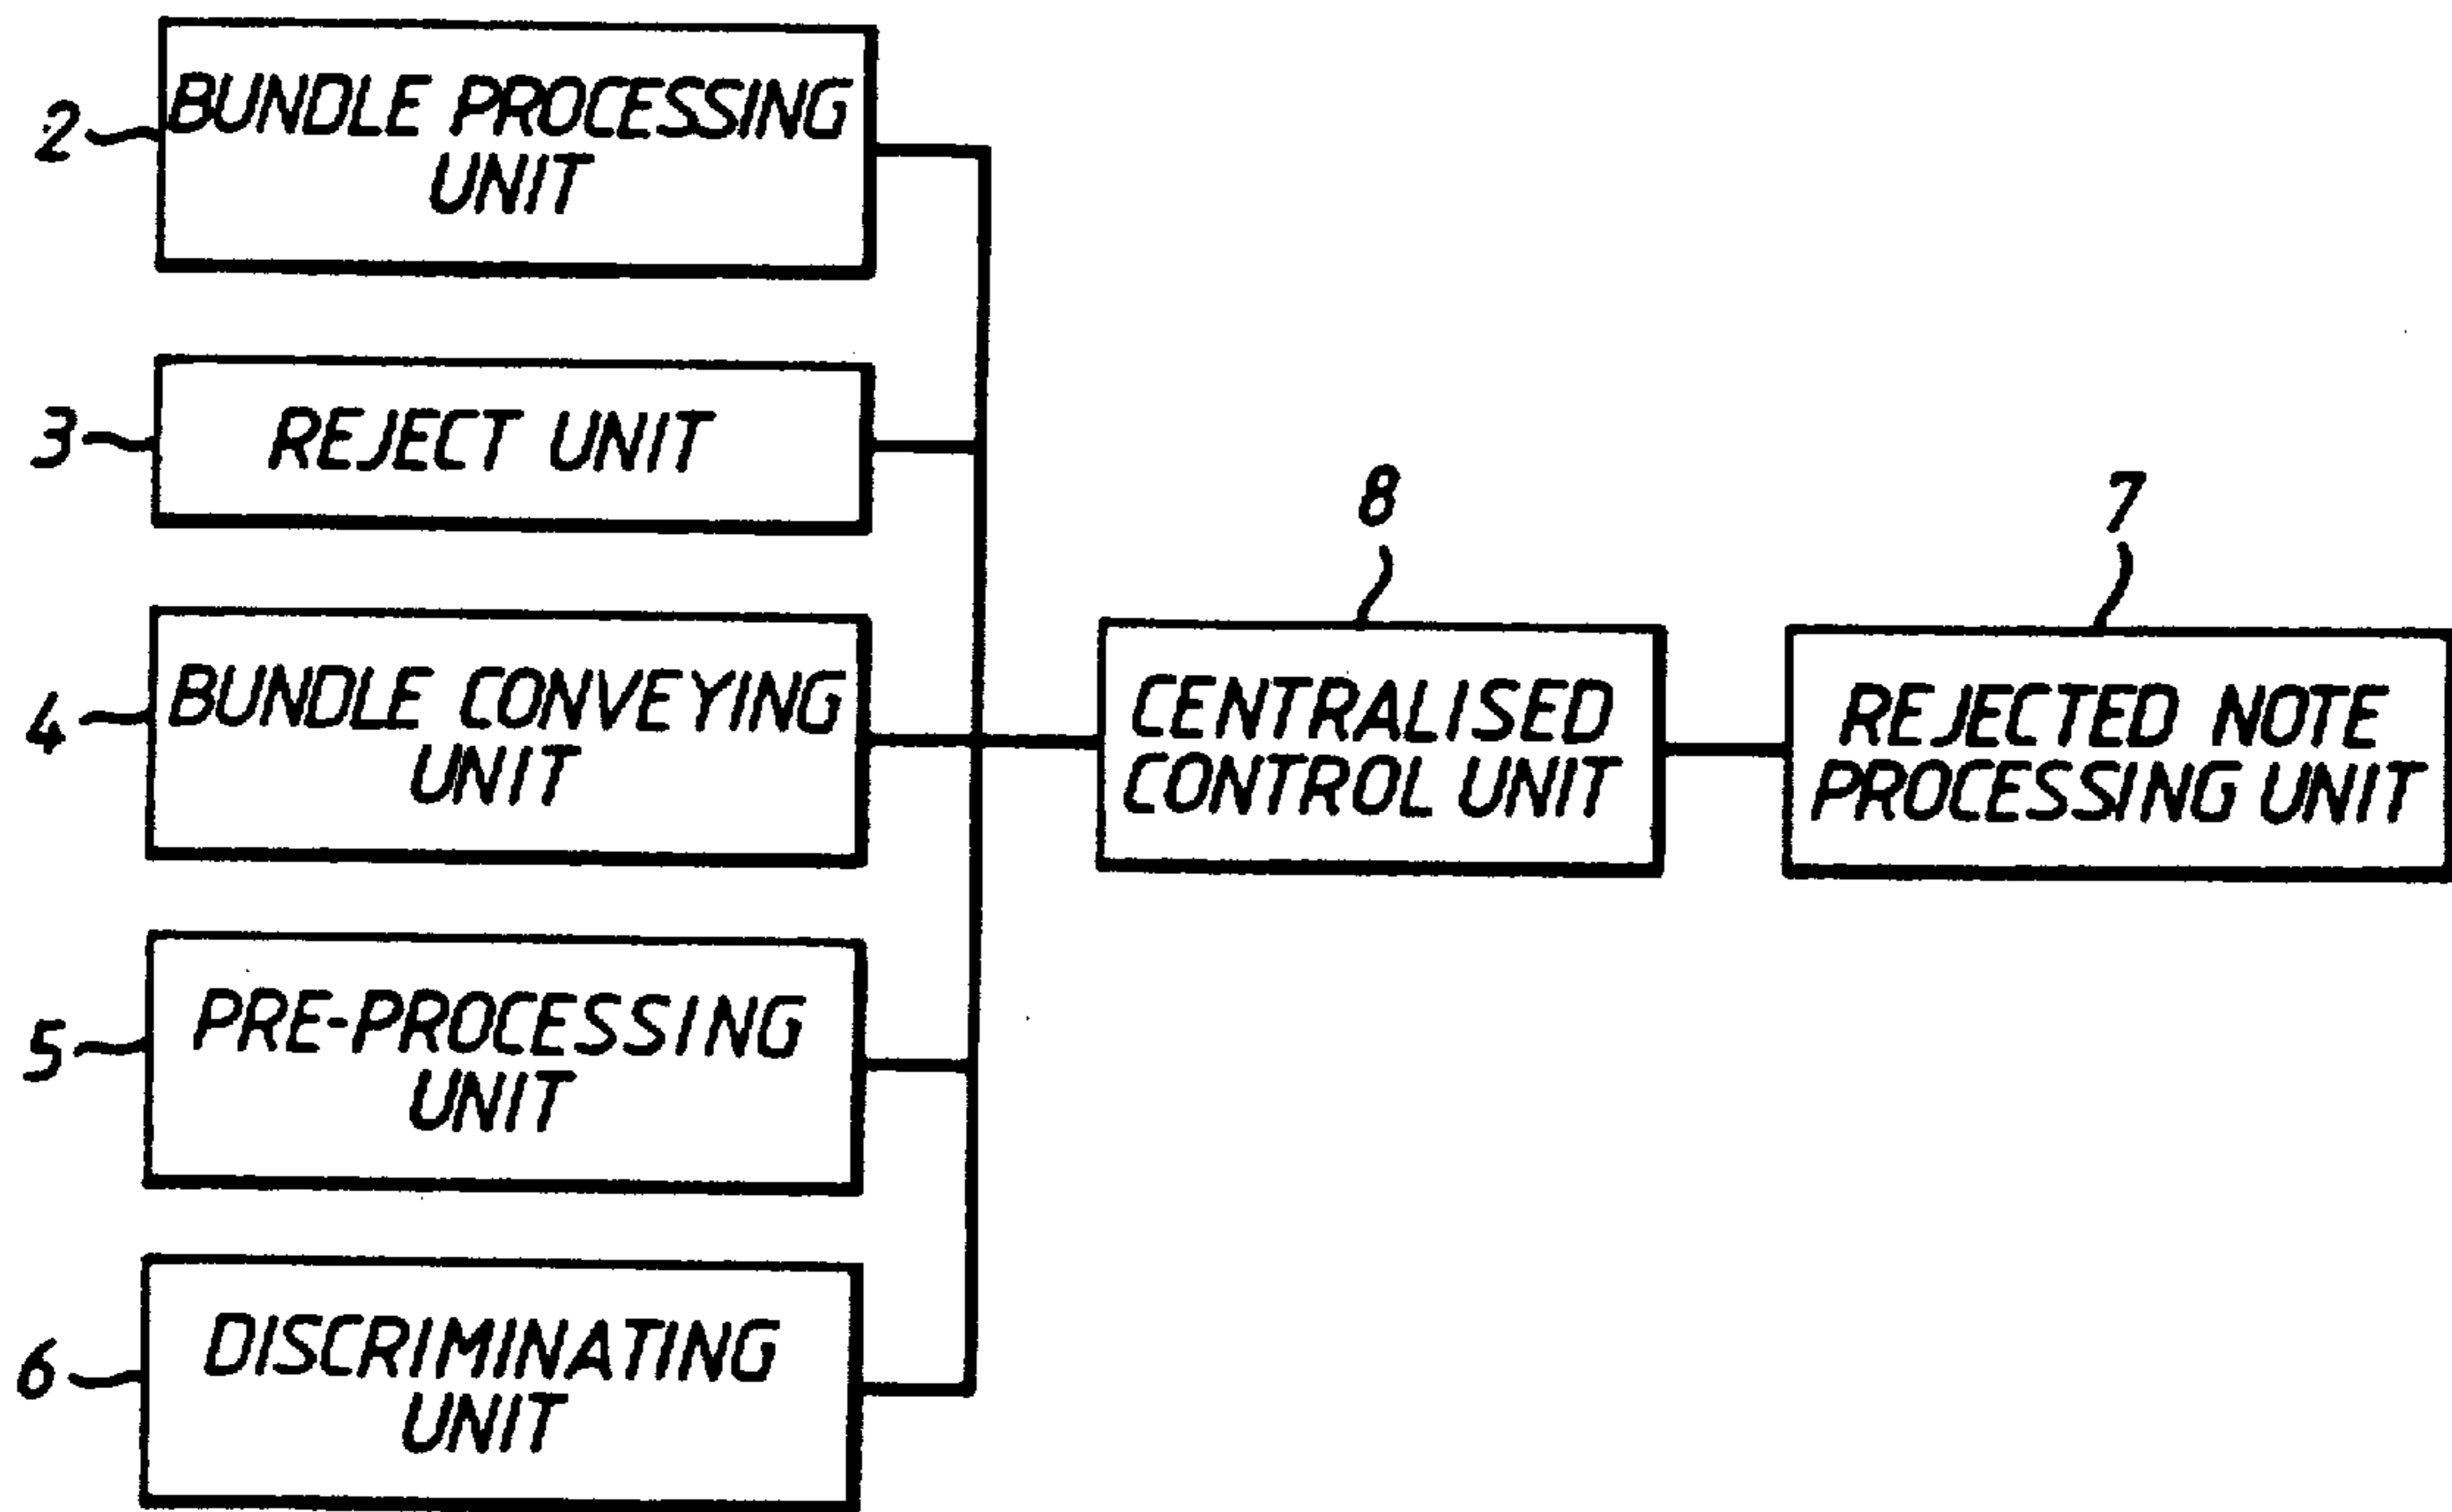 2
BUNDLE PROCESSING
UNIT
3
REJECT UNIT
4
BUNDLE CONVEYING
UNIT
5
PRE-PROCESSING
UNIT
6
DISCRIMINATING
UNIT
8
CENTRALISED
CONTROL UNIT
7
REJECTED NOTE
PROCESSING UNIT